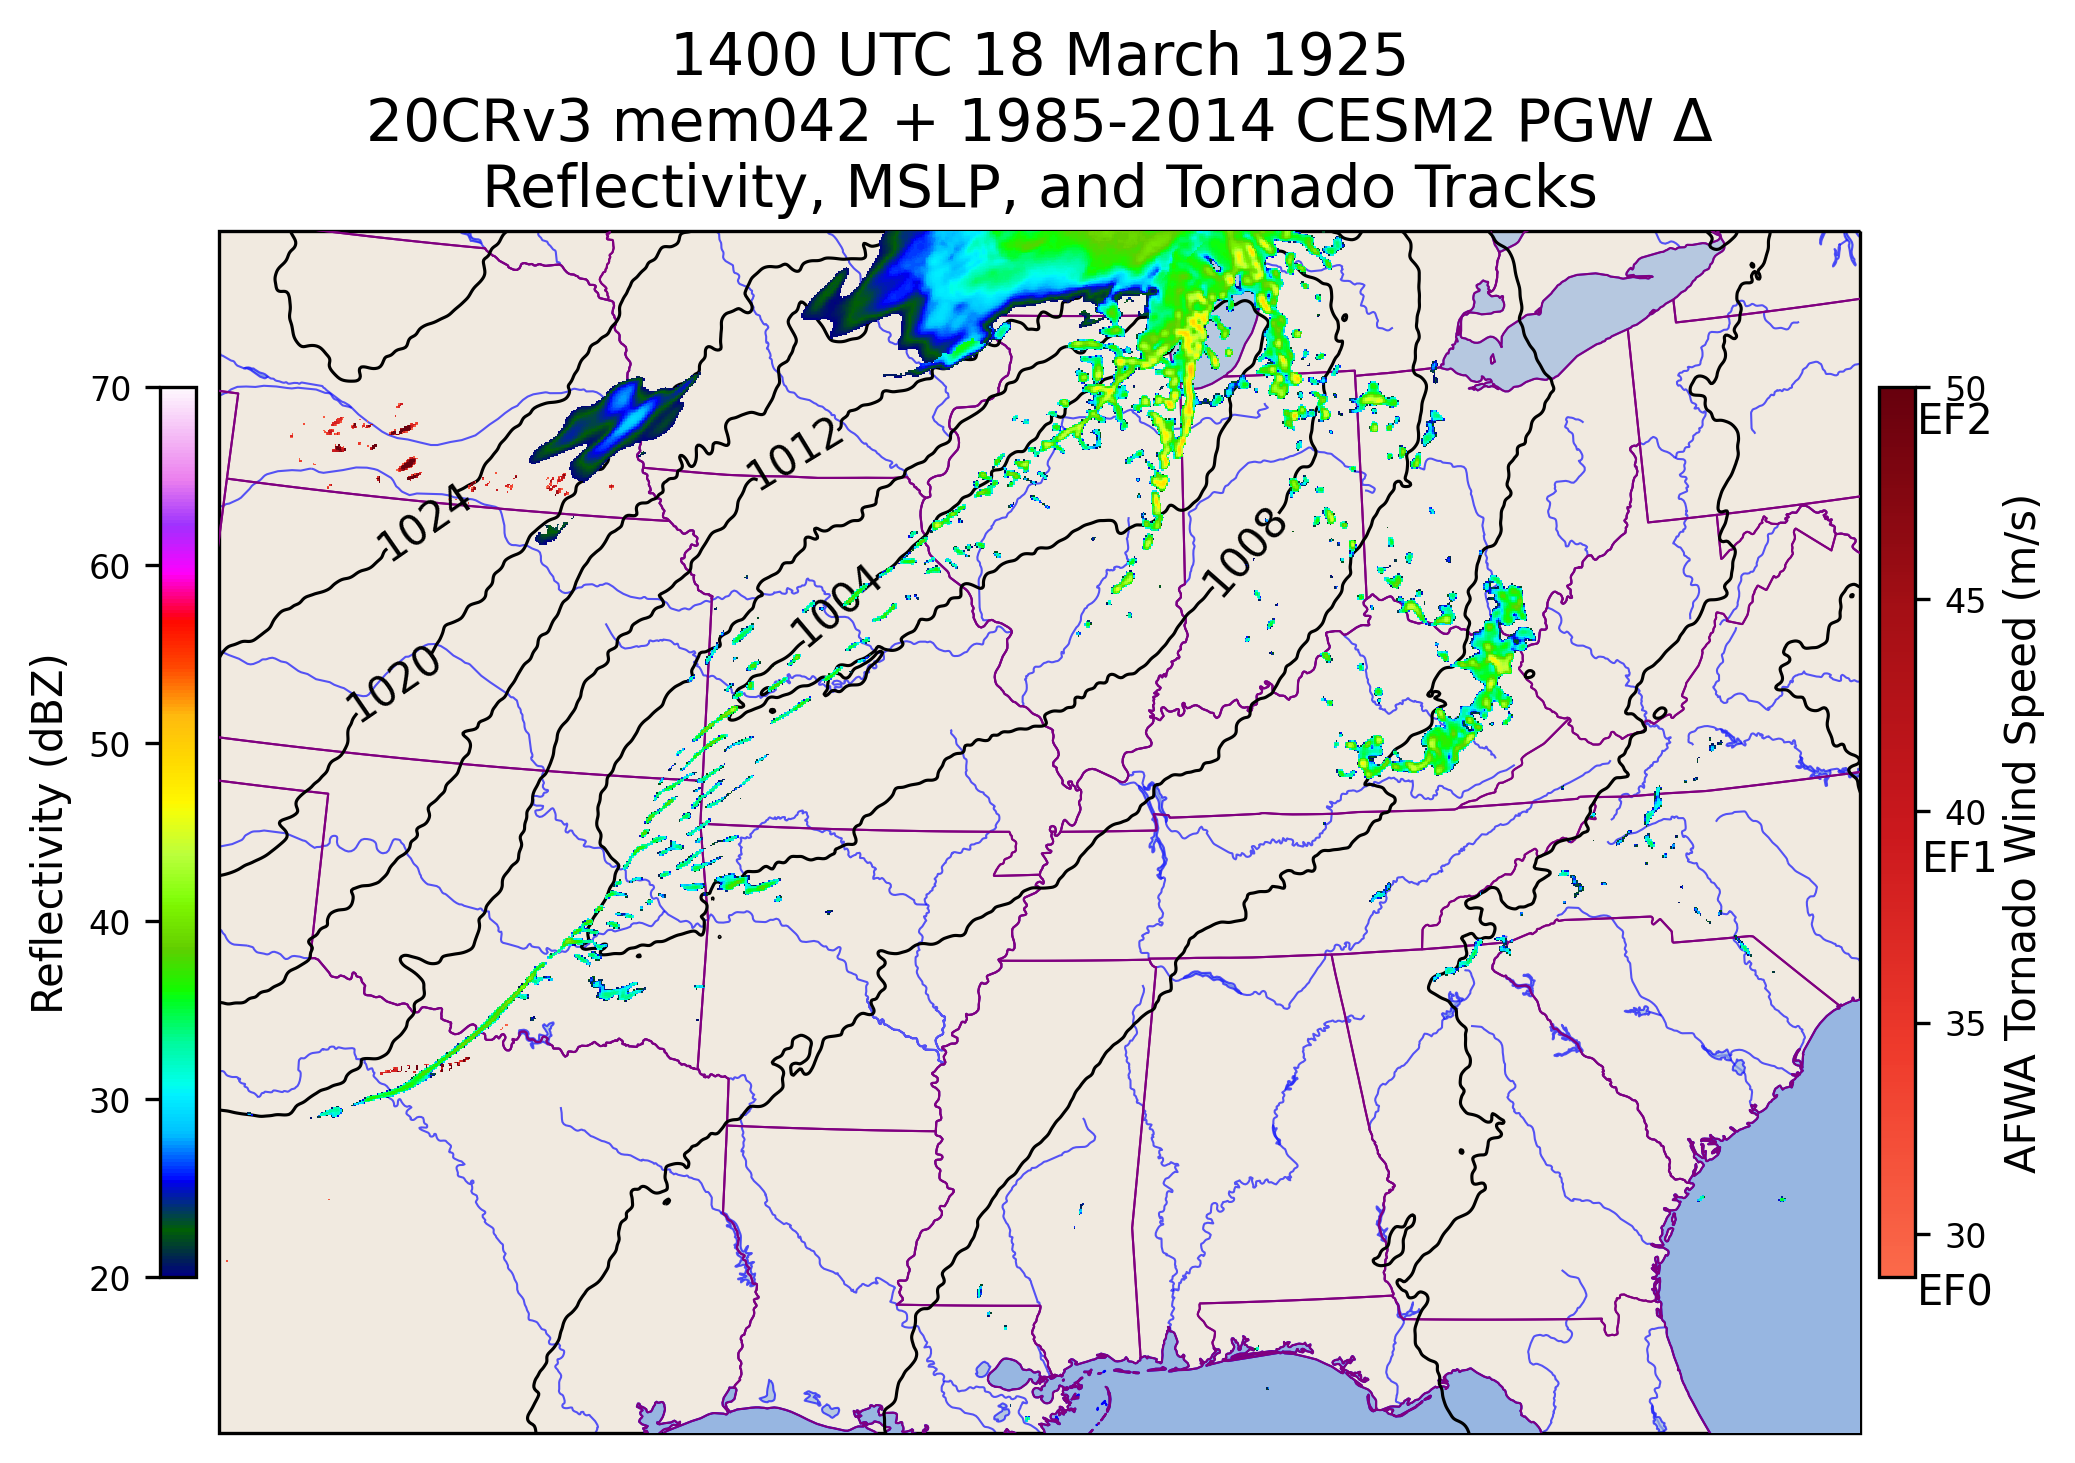 1400 UTC 18 March 1925
20CRv3 mem042 + 1985-2014 CESM2 PGW Δ
Reflectivity, MSLP, and Tornado Tracks
70
60
50
40
30
20
Reflectivity (dBZ)
1012
1024
1008
1004
1020
50
EF2
45
40
EF1
35
30
EF0
AFWA Tornado Wind Speed (m/s)